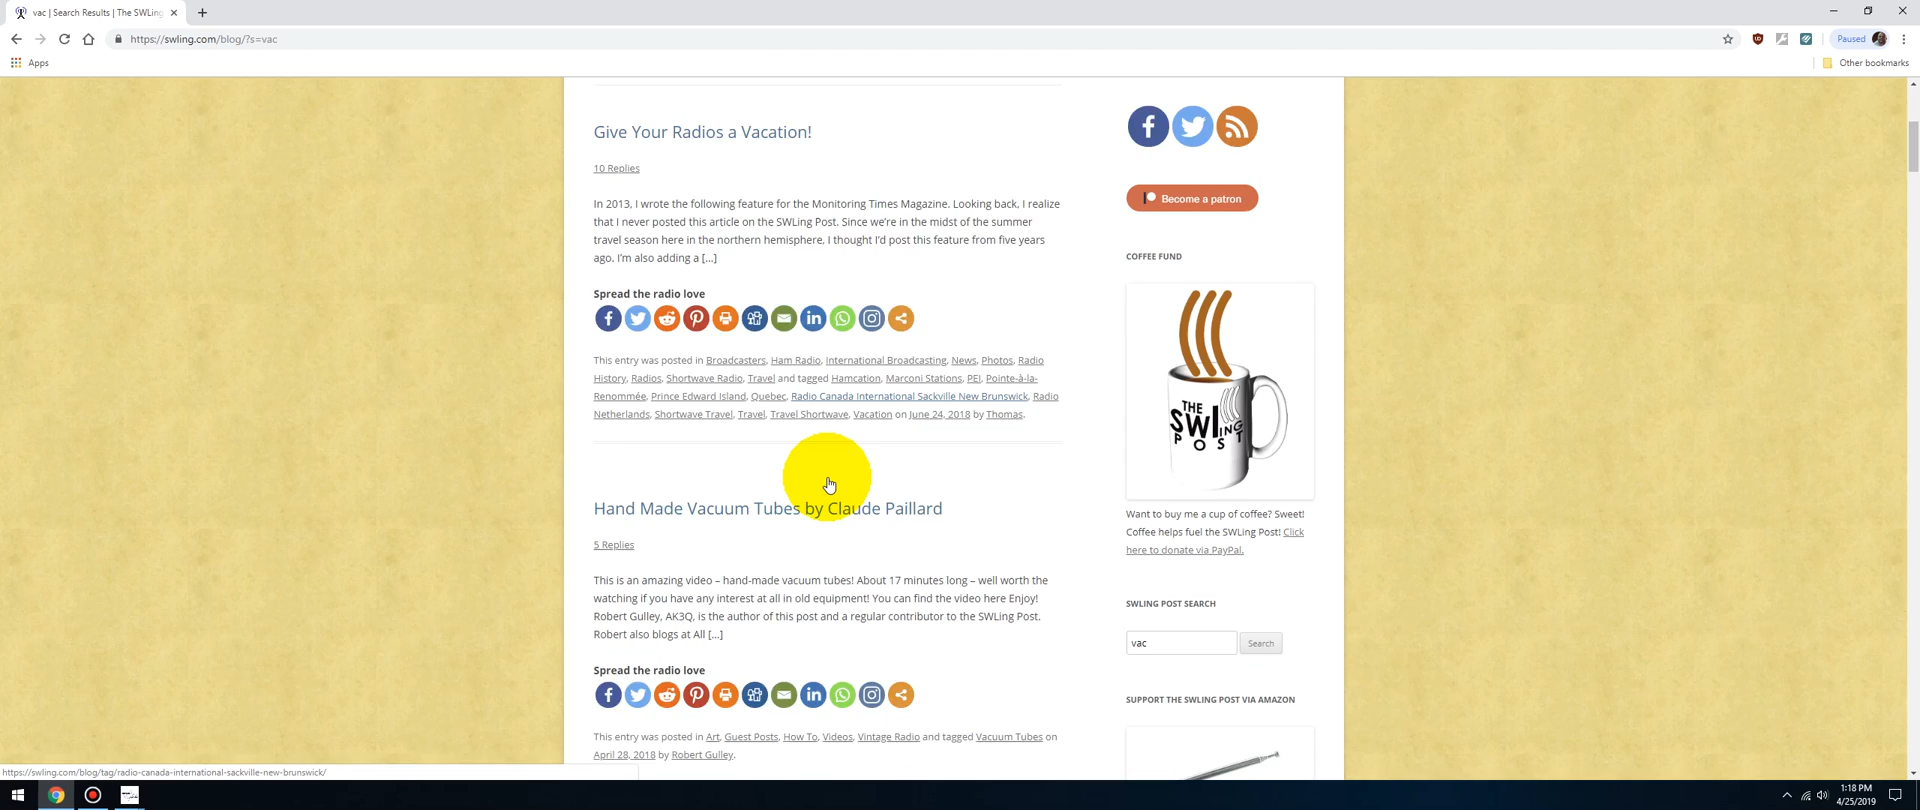 vac | Search Results | The SWLing
https://swling.com/blog/?s=vac
Paused
Apps
Other bookmarks
Give Your Radios a Vacation!
10 Replies
In 2013, I wrote the following feature for the Monitoring Times Magazine. Looking back, I realize
that I never posted this article on the SWLing Post. Since we're in the midst of the summer
travel season here in the northern hemisphere, I thought I'd post this feature from five years
ago. I'm also adding a […]
Spread the radio love
This entry was posted in Broadcasters, Ham Radio, International Broadcasting, News, Photos, Radio
History, Radios, Shortwave Radio, Travel and tagged Hamcation, Marconi Stations, PEI, Pointe-à-la-
Renommée, Prince Edward Island, Quebec, Radio Canada International Sackville New Brunswick, Radio
Netherlands, Shortwave Travel, Travel, Travel Shortwave, Vacation on June 24, 2018 by Thomas.
Hand Made Vacuum Tubes by Claude Paillard
5 Replies
This is an amazing video – hand-made vacuum tubes! About 17 minutes long – well worth the
watching if you have any interest at all in old equipment! You can find the video here Enjoy!
Robert Gulley, AK3Q, is the author of this post and a regular contributor to the SWLing Post.
Robert also blogs at All […]
Spread the radio love
This entry was posted in Art, Guest Posts, How To, Videos, Vintage Radio and tagged Vacuum Tubes on
April 28, 2018 by Robert Gulley.
Become a patron
COFFEE FUND
THE
SWLING
POST
Want to buy me a cup of coffee? Sweet!
Coffee helps fuel the SWLing Post! Click
here to donate via PayPal.
SWLING POST SEARCH
vac
Search
SUPPORT THE SWLING POST VIA AMAZON
https://swling.com/blog/tag/radio-canada-international-sackville-new-brunswick/
1:18 PM
4/25/2019